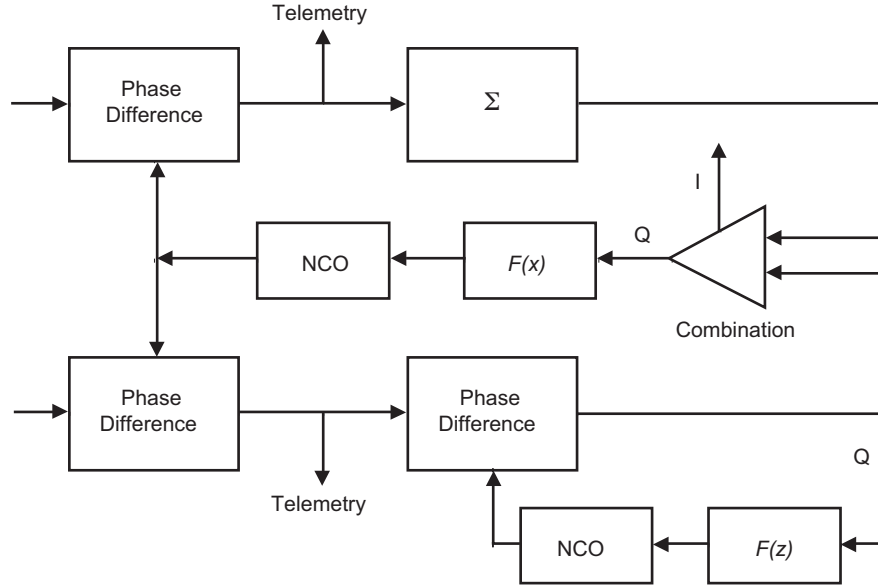 Telemetry
Phase
Difference
Σ
I
Q
NCO
F(x)
Combination
Phase
Difference
Phase
Difference
Q
Telemetry
NCO
F(z)